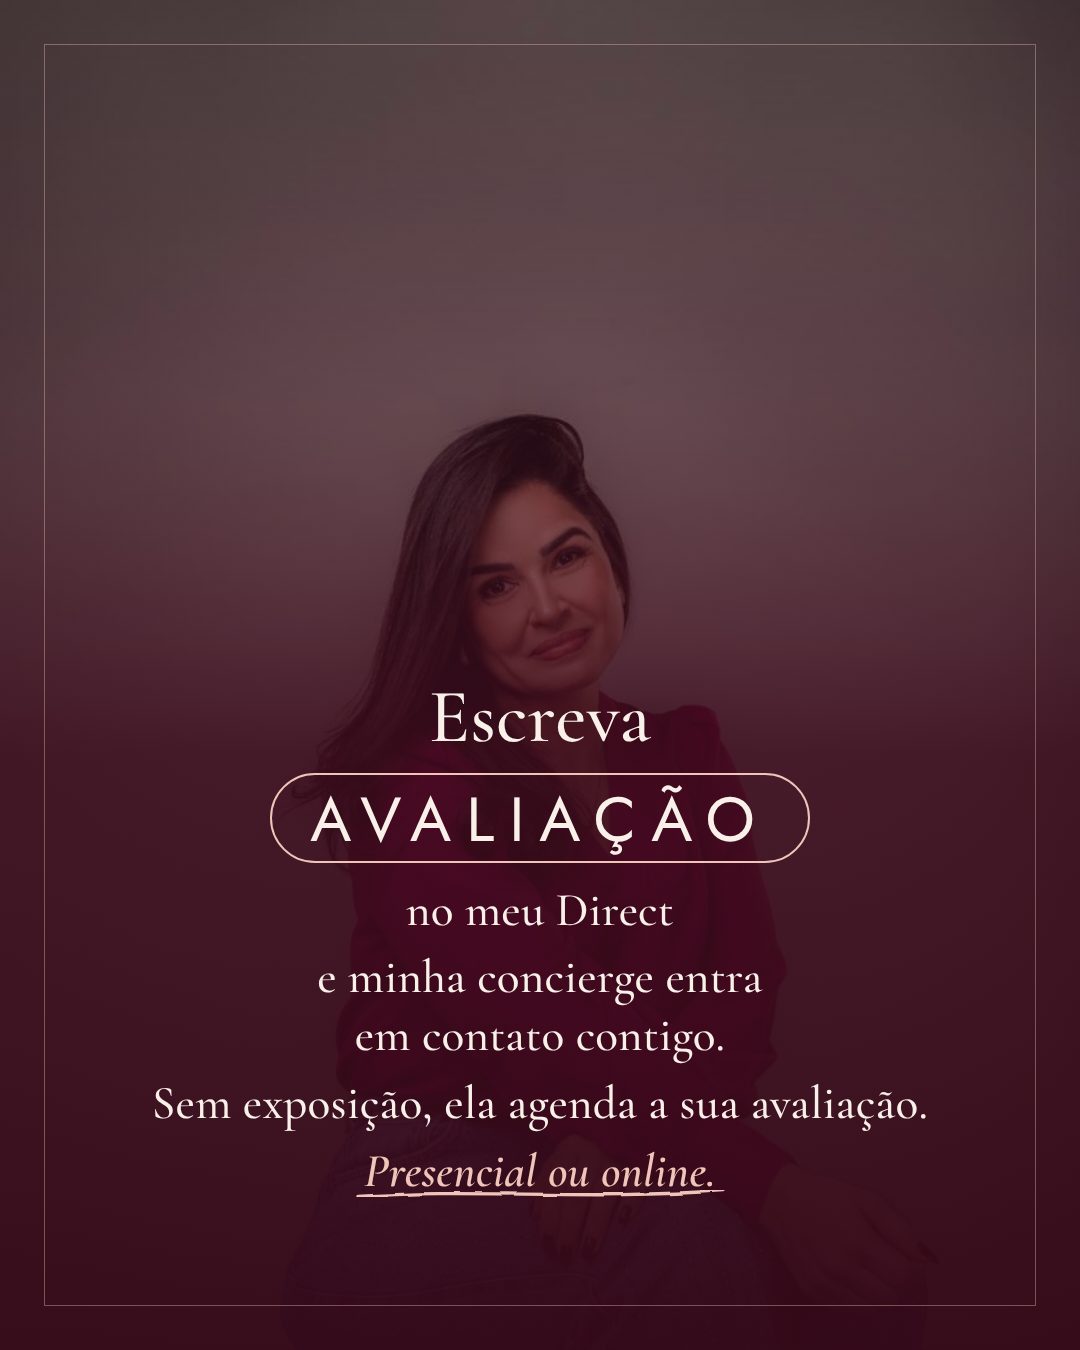 Escreva
AVALIAÇÃO
no meu Direct
e minha concierge entra
em contato contigo.
Sem exposição, ela agenda a sua avaliação.
Presencial ou online.